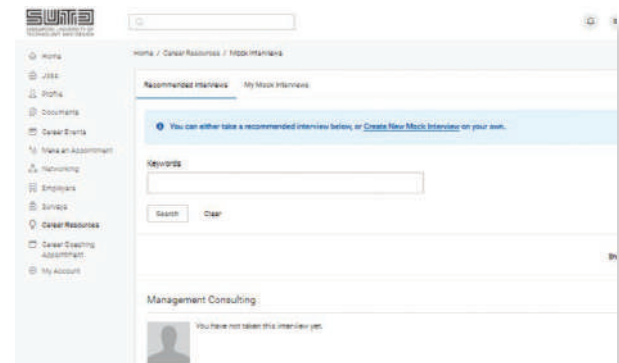 SUTD
SINGAPORE UNIVERSITY OF
TECHNOLOGY AND DESIGN
Home
Jobs
Profile
Documents
Career Events
Make an Appointment
Networking
Employers
Surveys
Career Resources
Career Coaching
Appointment
My Account
Home / Career Resources / Mock Interviews
Recommended Interviews My Mock Interviews
You can either take a recommended interview below, or Create New Mock Interview on your own.
Keywords
Search Clear
Management Consulting
You have not taken this interview yet.